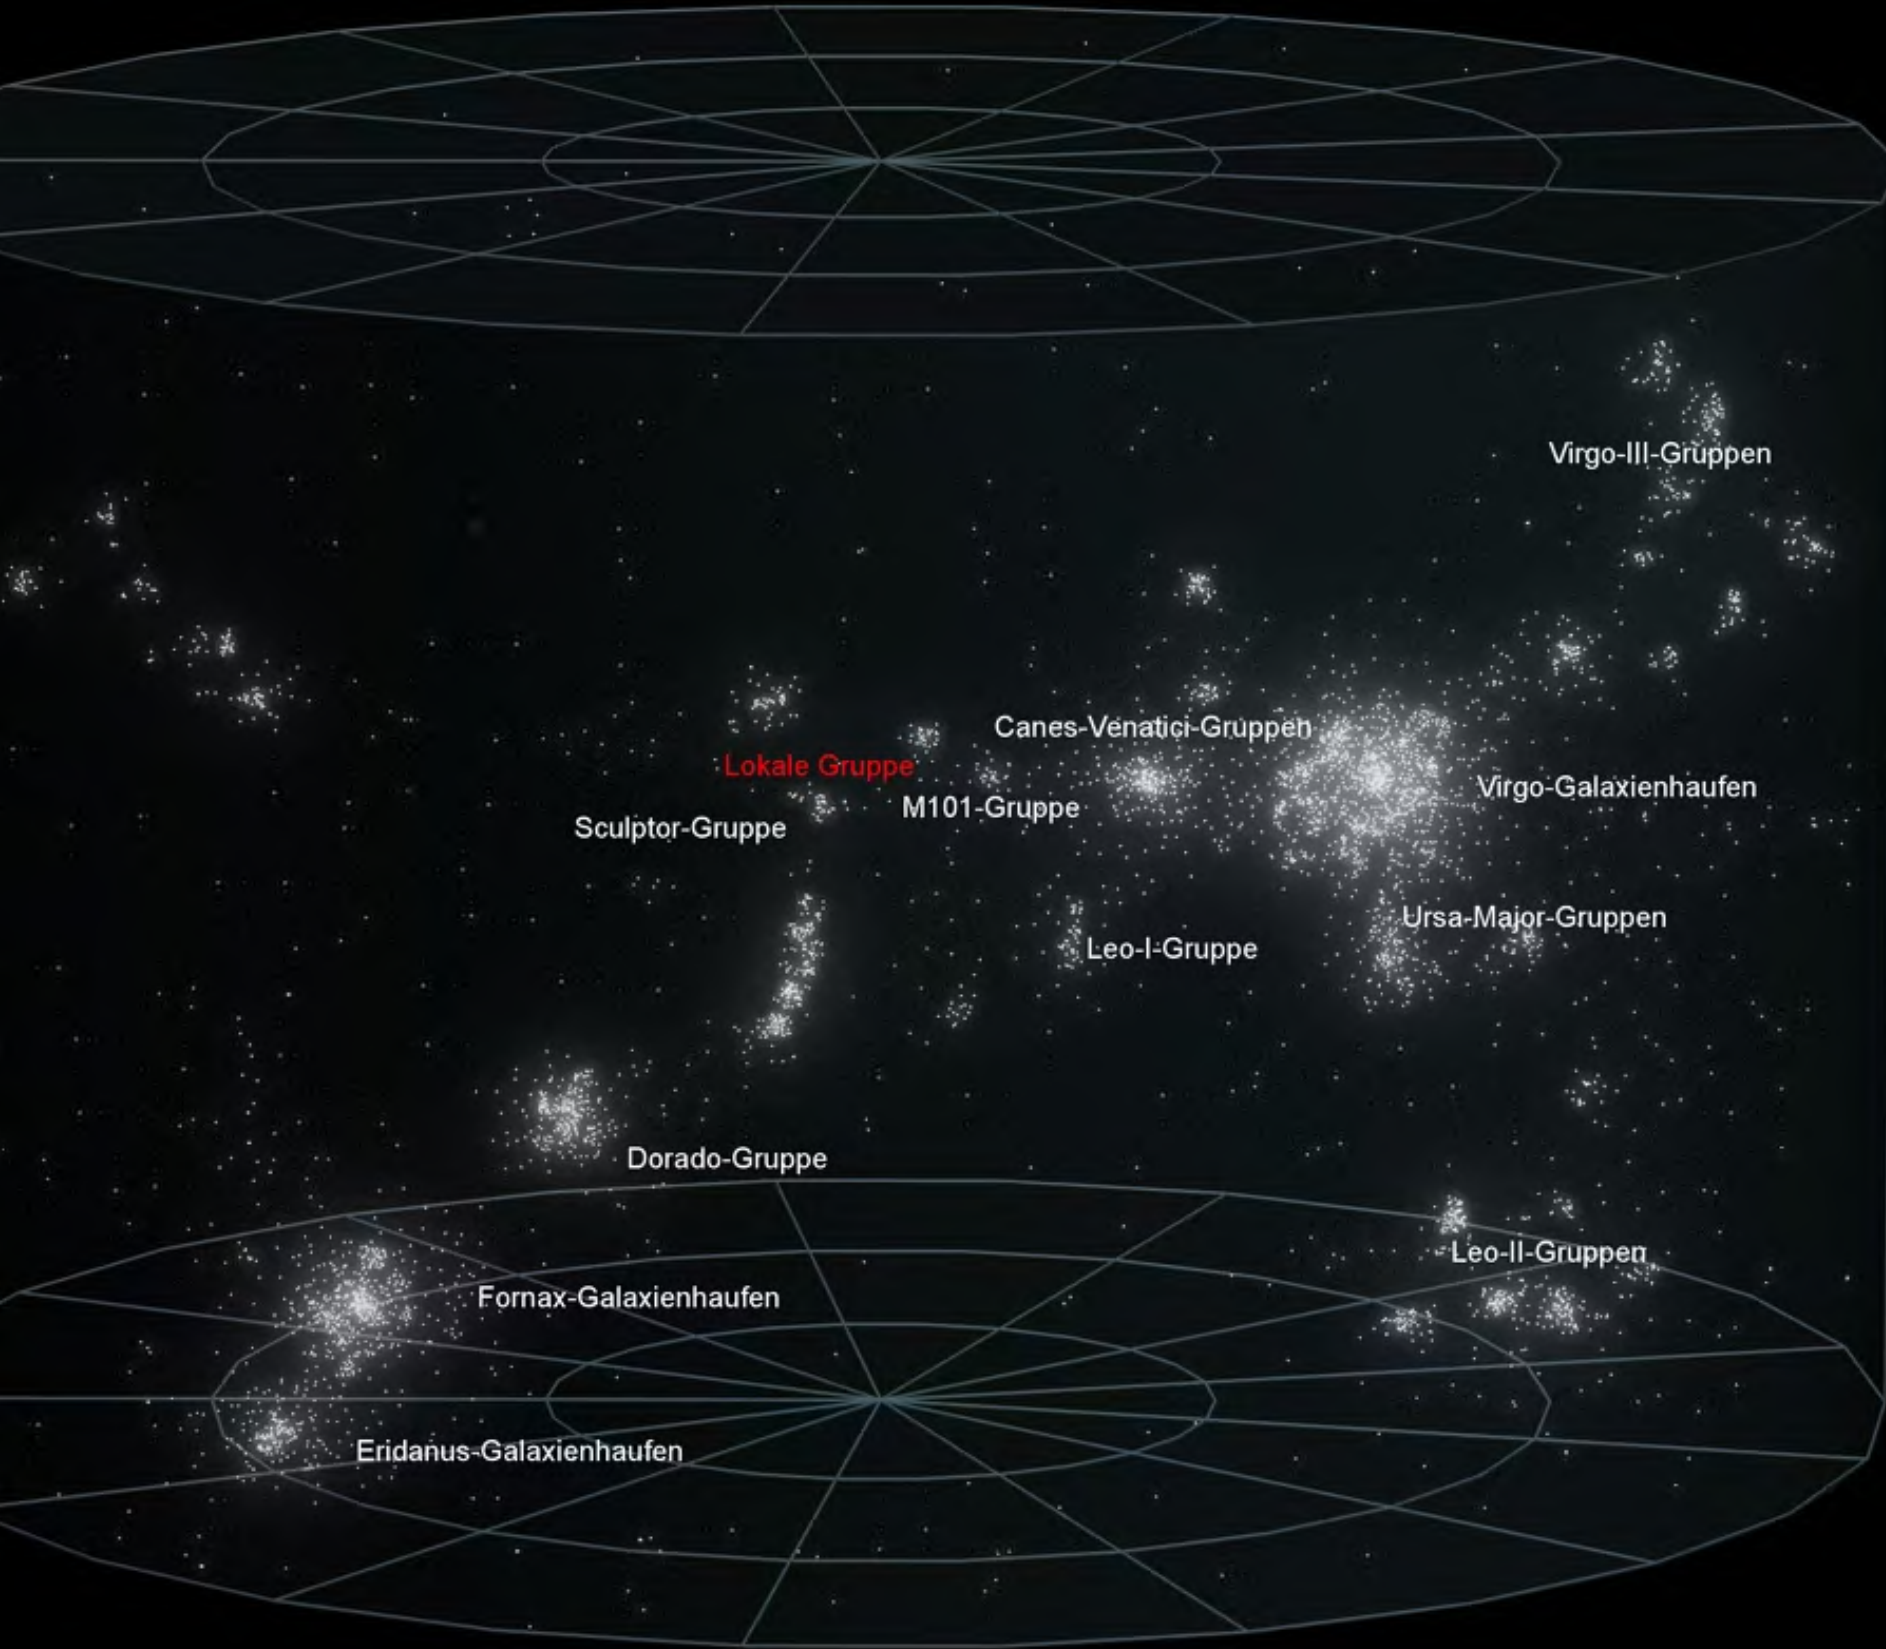 Virgo-III-Gruppen
Canes-Venatici-Gruppen
Lokale Gruppe
Virgo-Galaxienhaufen
M101-Gruppe
Sculptor-Gruppe
Ursa-Major-Gruppen
Leo-I-Gruppe
Dorado-Gruppe
Leo-II-Gruppen
Fornax-Galaxienhaufen
Eridanus-Galaxienhaufen